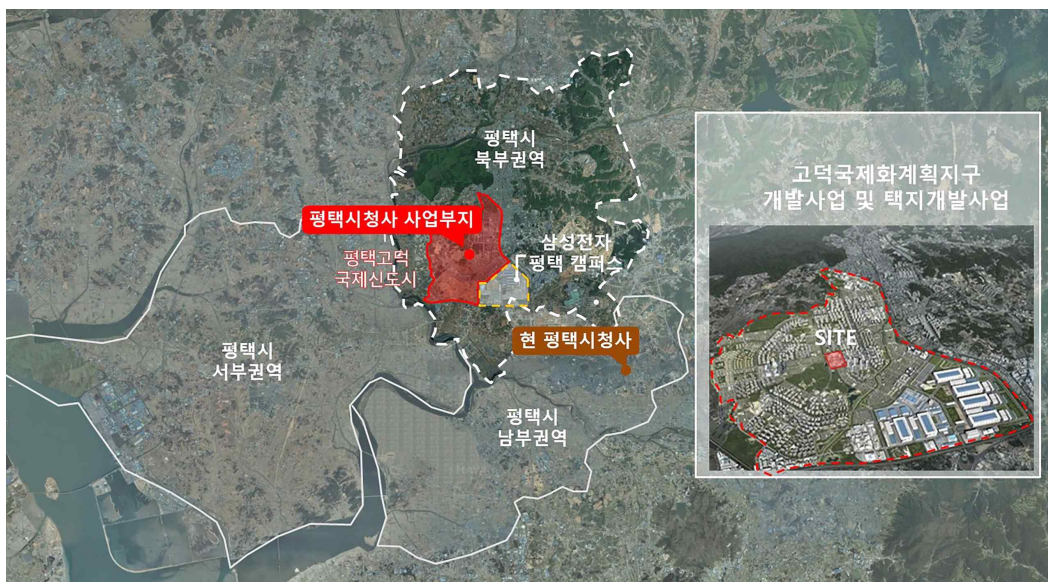 평택시
북부권역
평택시청사 사업부지
삼성전자
평택 캠퍼스
평택고덕
국제신도시
현 평택시청사
평택시
서부권역
평택시
남부권역
고덕국제화계획지구
개발사업 및 택지개발사업
SITE